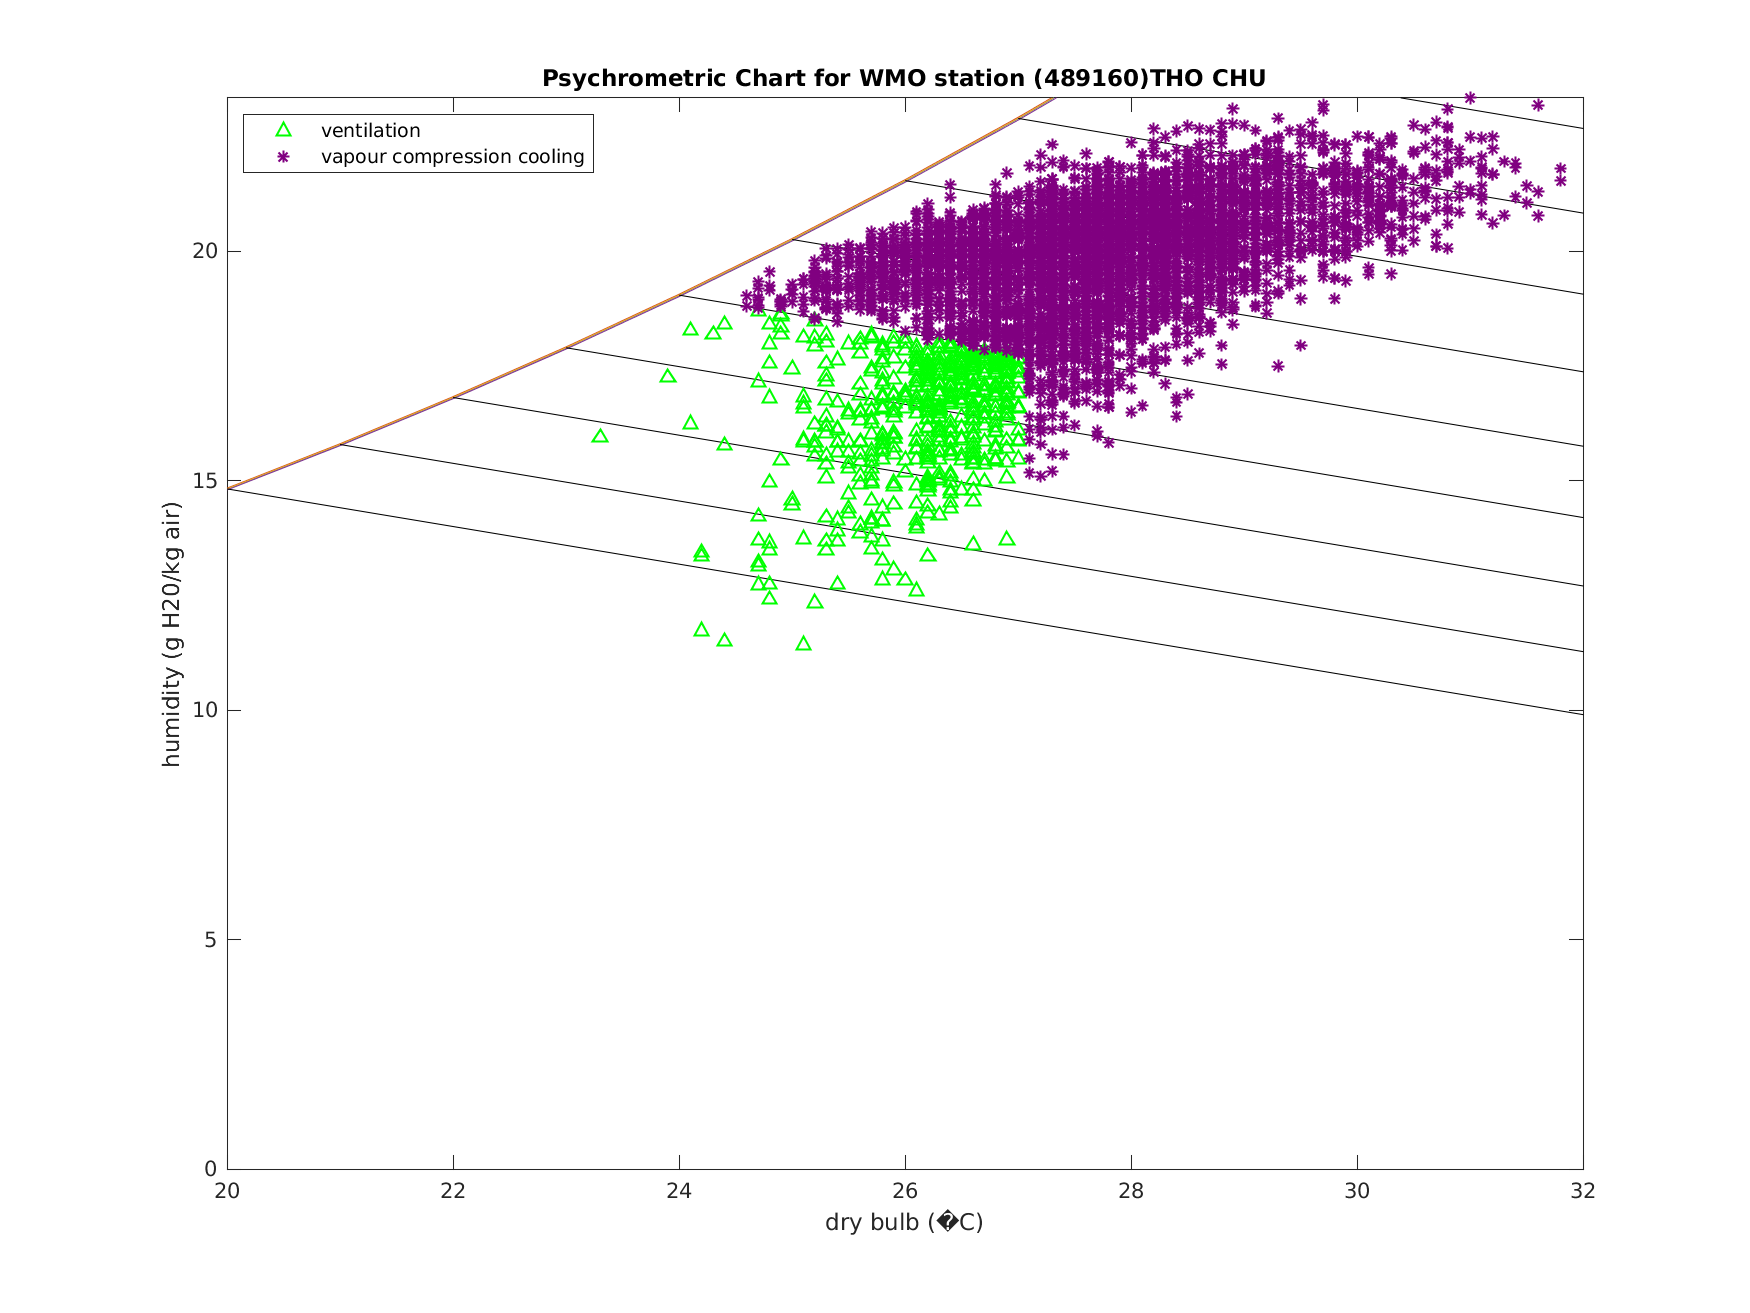 Psychrometric Chart for WMO station (489160)THO CHU
ventilation
vapour compression cooling
humidity (g H20/kg air)
20
15
10
5
0
20 22 24 26 28 30 32
dry bulb (�C)